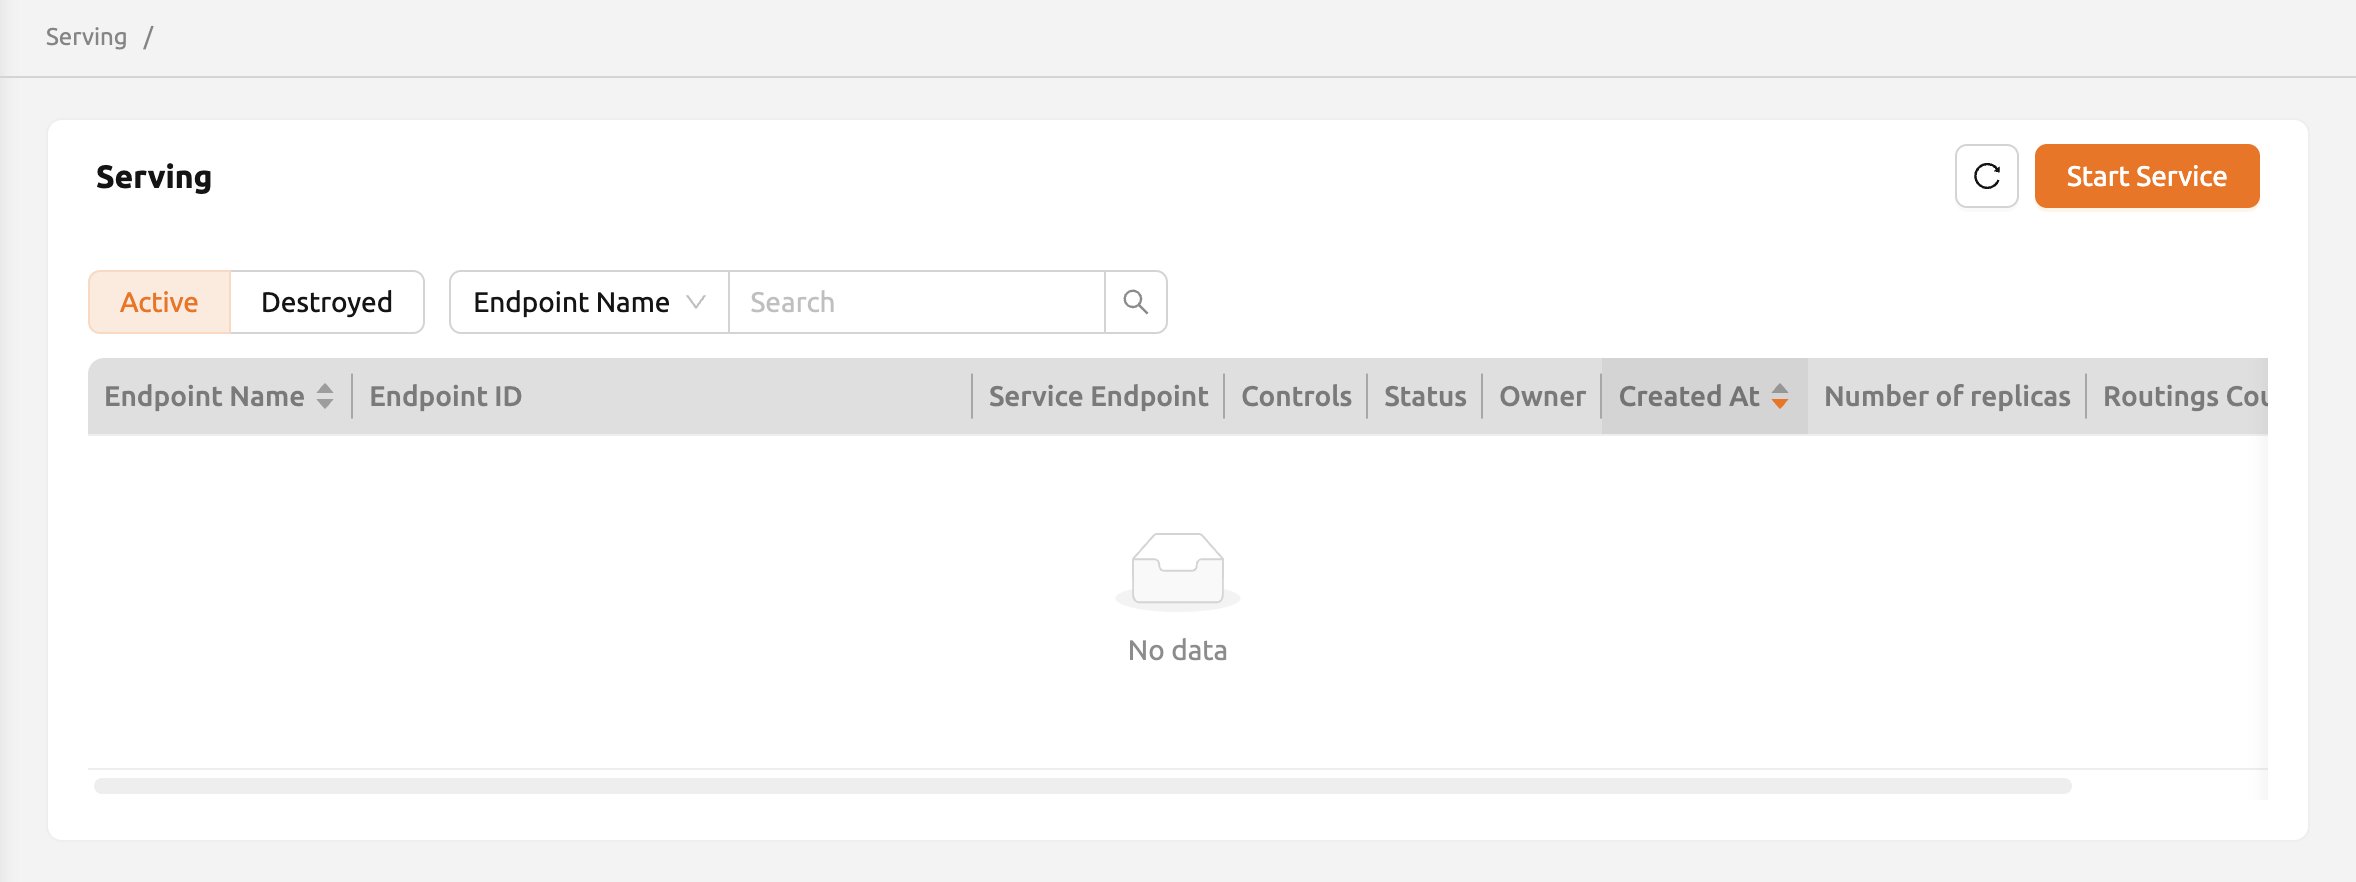 Serving /
Serving
Start Service
Active Destroyed Endpoint Name Search
Endpoint Name Endpoint ID Service Endpoint Controls Status Owner Created At Number of replicas Routings Cou
No data